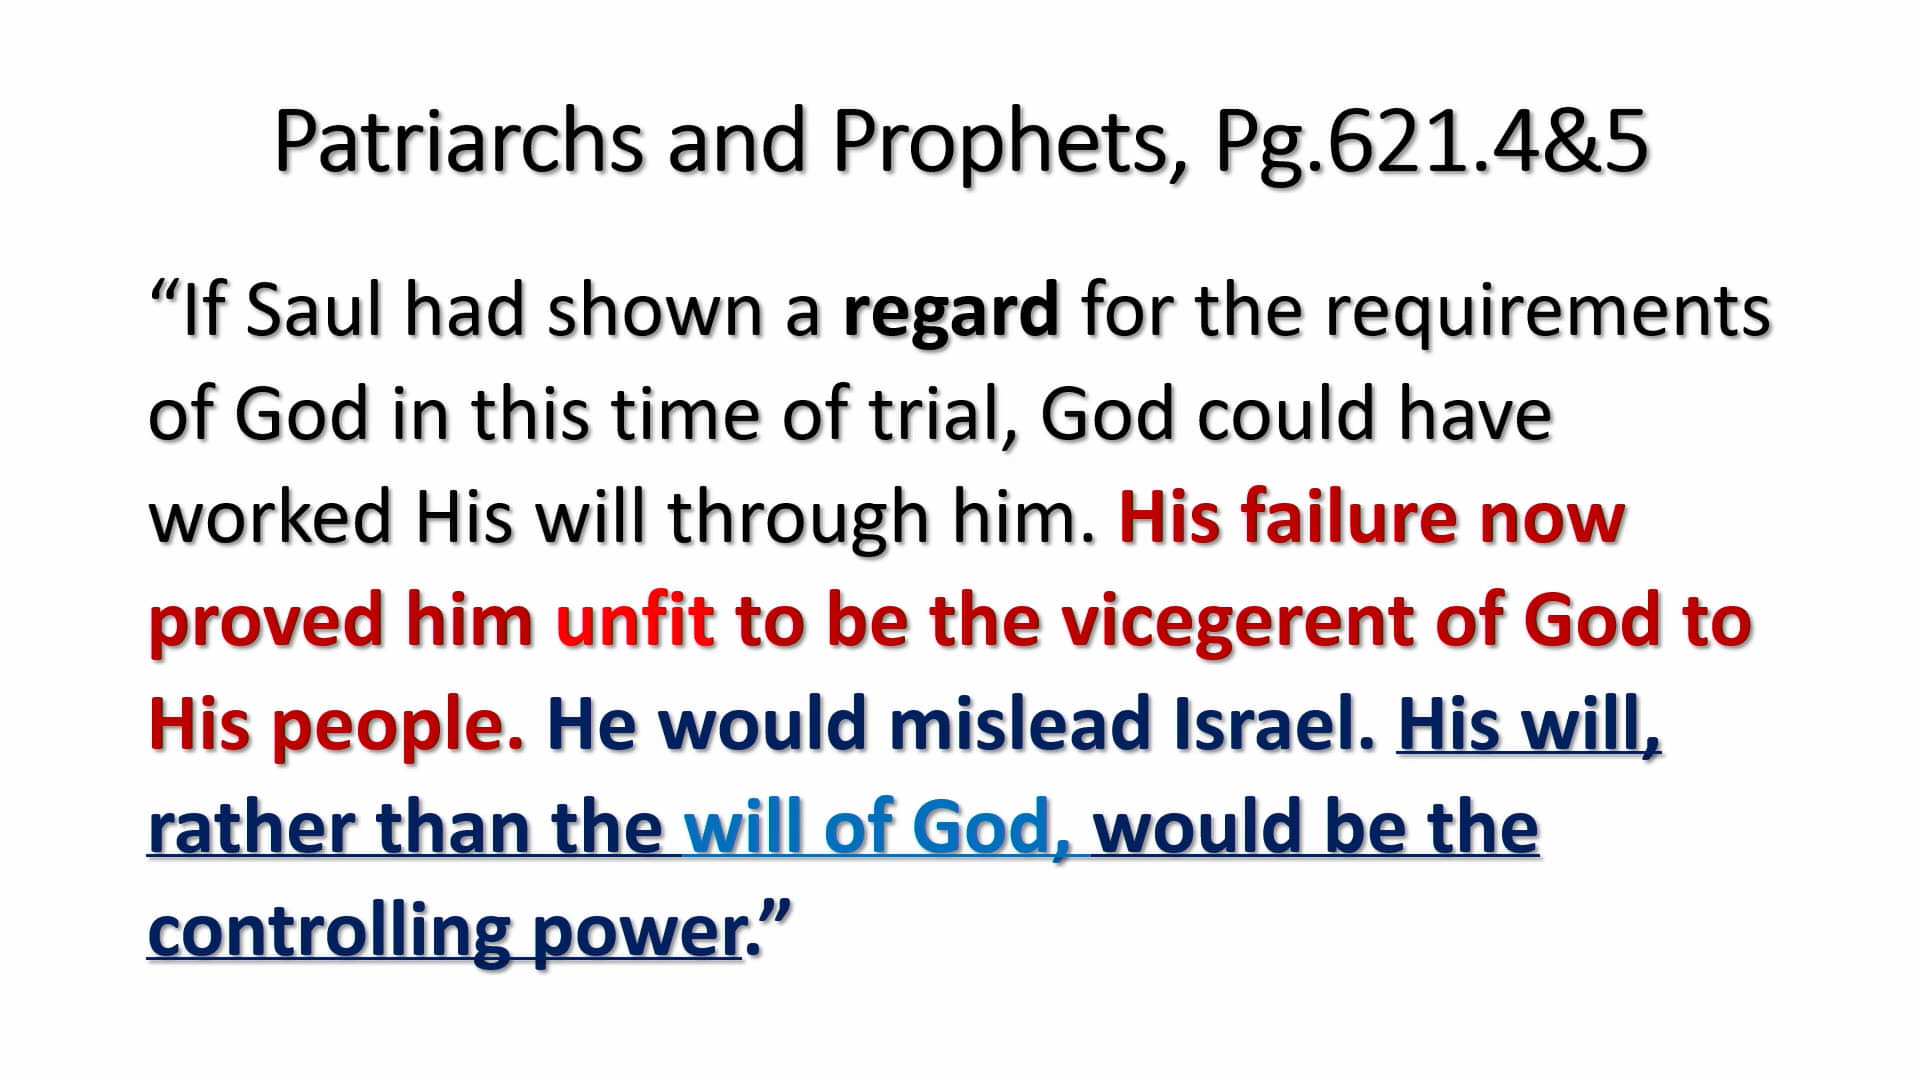 Patriarchs and Prophets, Pg.621.4&5
“If Saul had shown a regard for the requirements
of God in this time of trial, God could have
worked His will through him. His failure now
proved him unfit to be the vicegerent of God to
His people. He would mislead Israel. His will,
rather than the will of God, would be the
controlling power.”